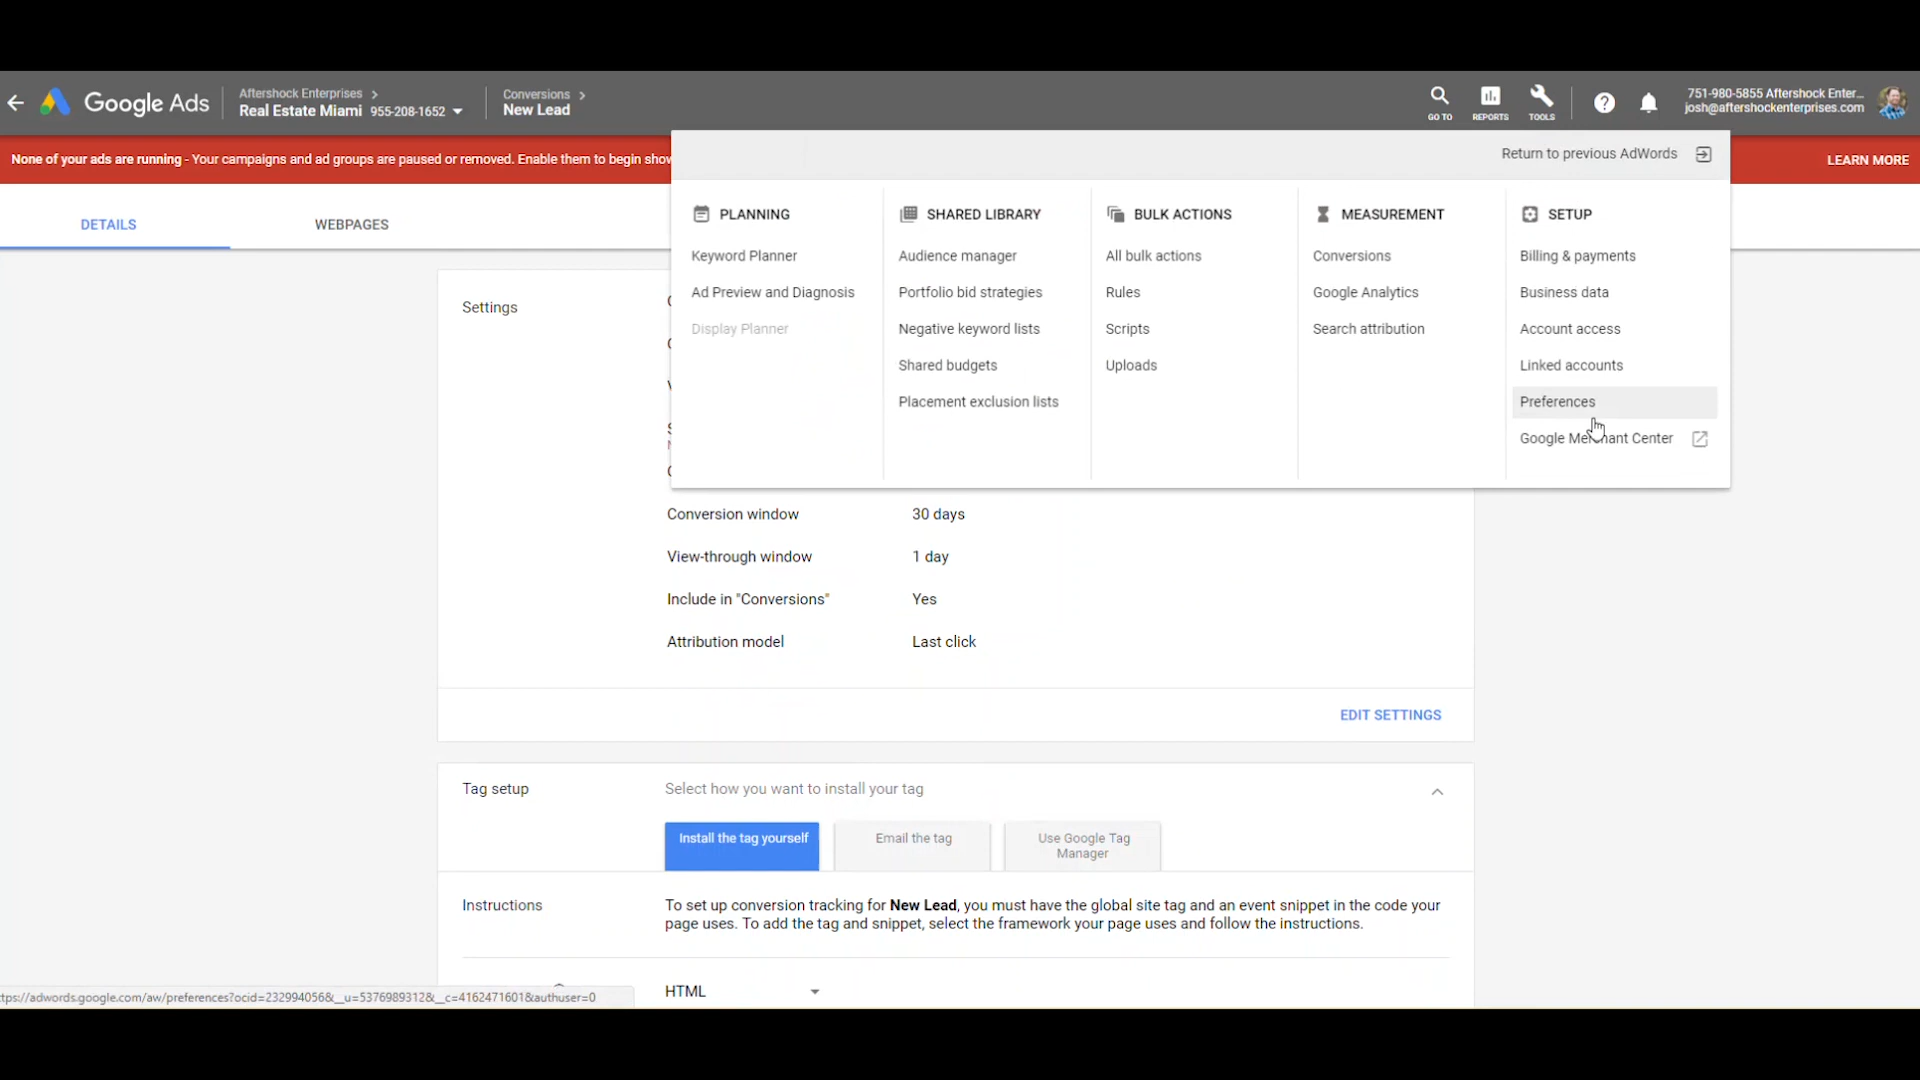 Google Ads
Aftershock Enterprises >
Real Estate Miami 955-208-1652
Conversions >
New Lead
GO TO
REPORTS
TOOLS
751-980-5855 Aftershock Enter...
josh@aftershockenterprises.com
None of your ads are running - Your campaigns and ad groups are paused or removed. Enable them to begin
LEARN MORE
Return to previous AdWords
DETAILS
WEBPAGES
PLANNING
Keyword Planner
Ad Preview and Diagnosis
Display Planner
SHARED LIBRARY
Audience manager
Portfolio bid strategies
Negative keyword lists
Shared budgets
Placement exclusion lists
BULK ACTIONS
All bulk actions
Rules
Scripts
Uploads
MEASUREMENT
Conversions
Google Analytics
Search attribution
SETUP
Billing & payments
Business data
Account access
Linked accounts
Preferences
Google Merchant Center
Settings
Conversion window 30 days
View-through window 1 day
Include in "Conversions" Yes
Attribution model Last click
EDIT SETTINGS
Tag setup
Select how you want to install your tag
Install the tag yourself
Email the tag
Use Google Tag
Manager
Instructions
To set up conversion tracking for New Lead, you must have the global site tag and an event snippet in the code your
page uses. To add the tag and snippet, select the framework your page uses and follow the instructions.
HTML
tps://adwords.google.com/aw/preferences?ocid=232994056&__u=5376989312&__c=4162471601&authuser=0